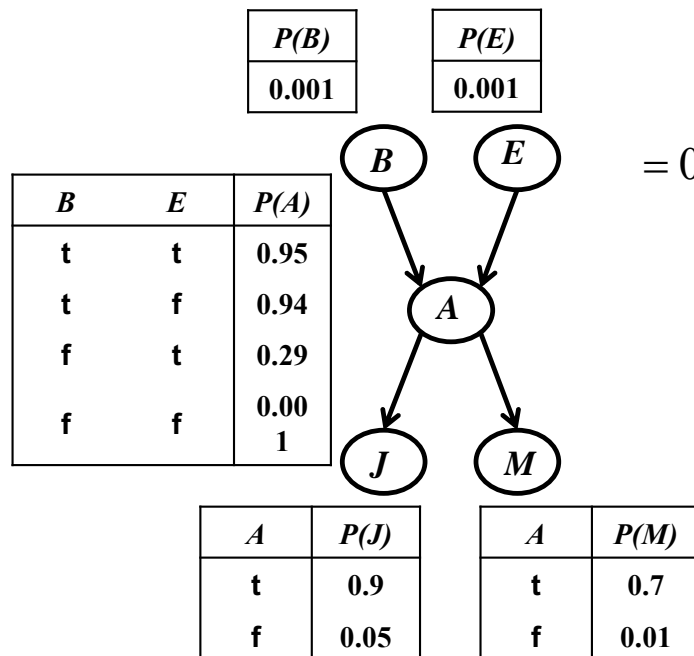 P(B) P(E)
0.001 0.001
B E
= 0
B E P(A)
t t 0.95
t f 0.94
f t 0.29
f f 0.00
1
A
J M
A P(J) A P(M)
t 0.9 t 0.7
f 0.05 f 0.01